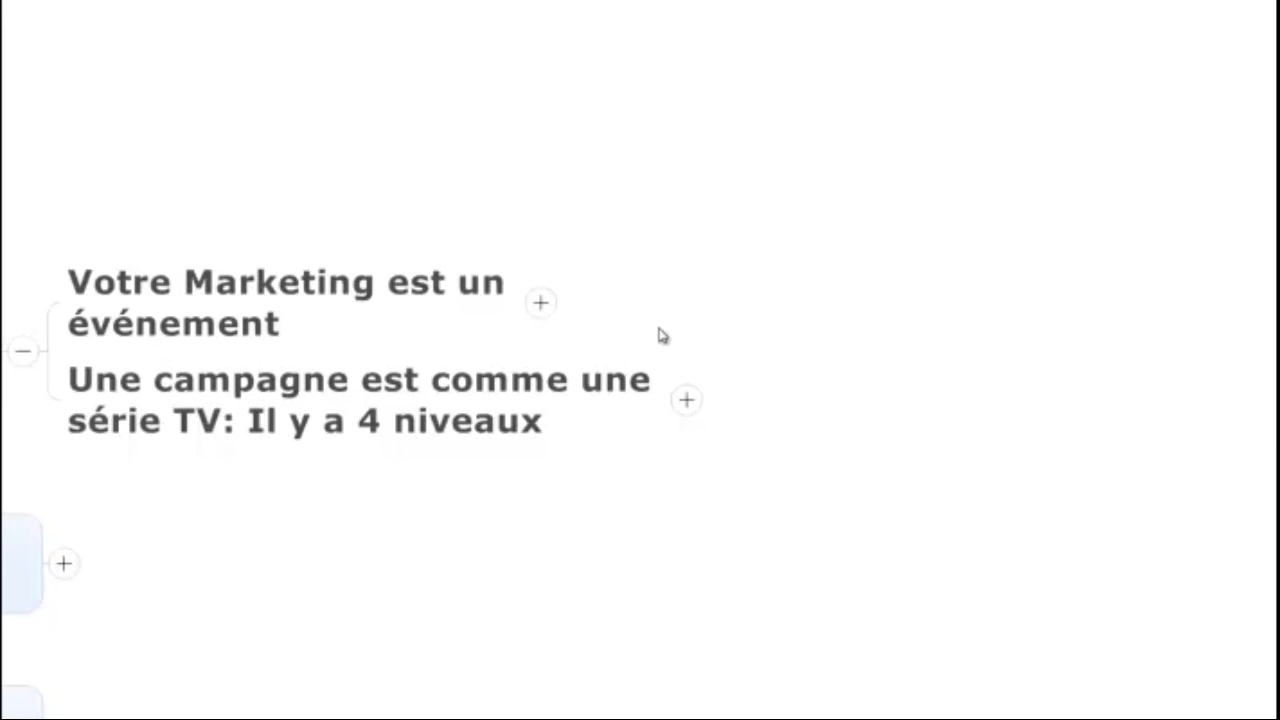 Votre Marketing est un
événement
Une campagne est comme une
série TV: Il y a 4 niveaux